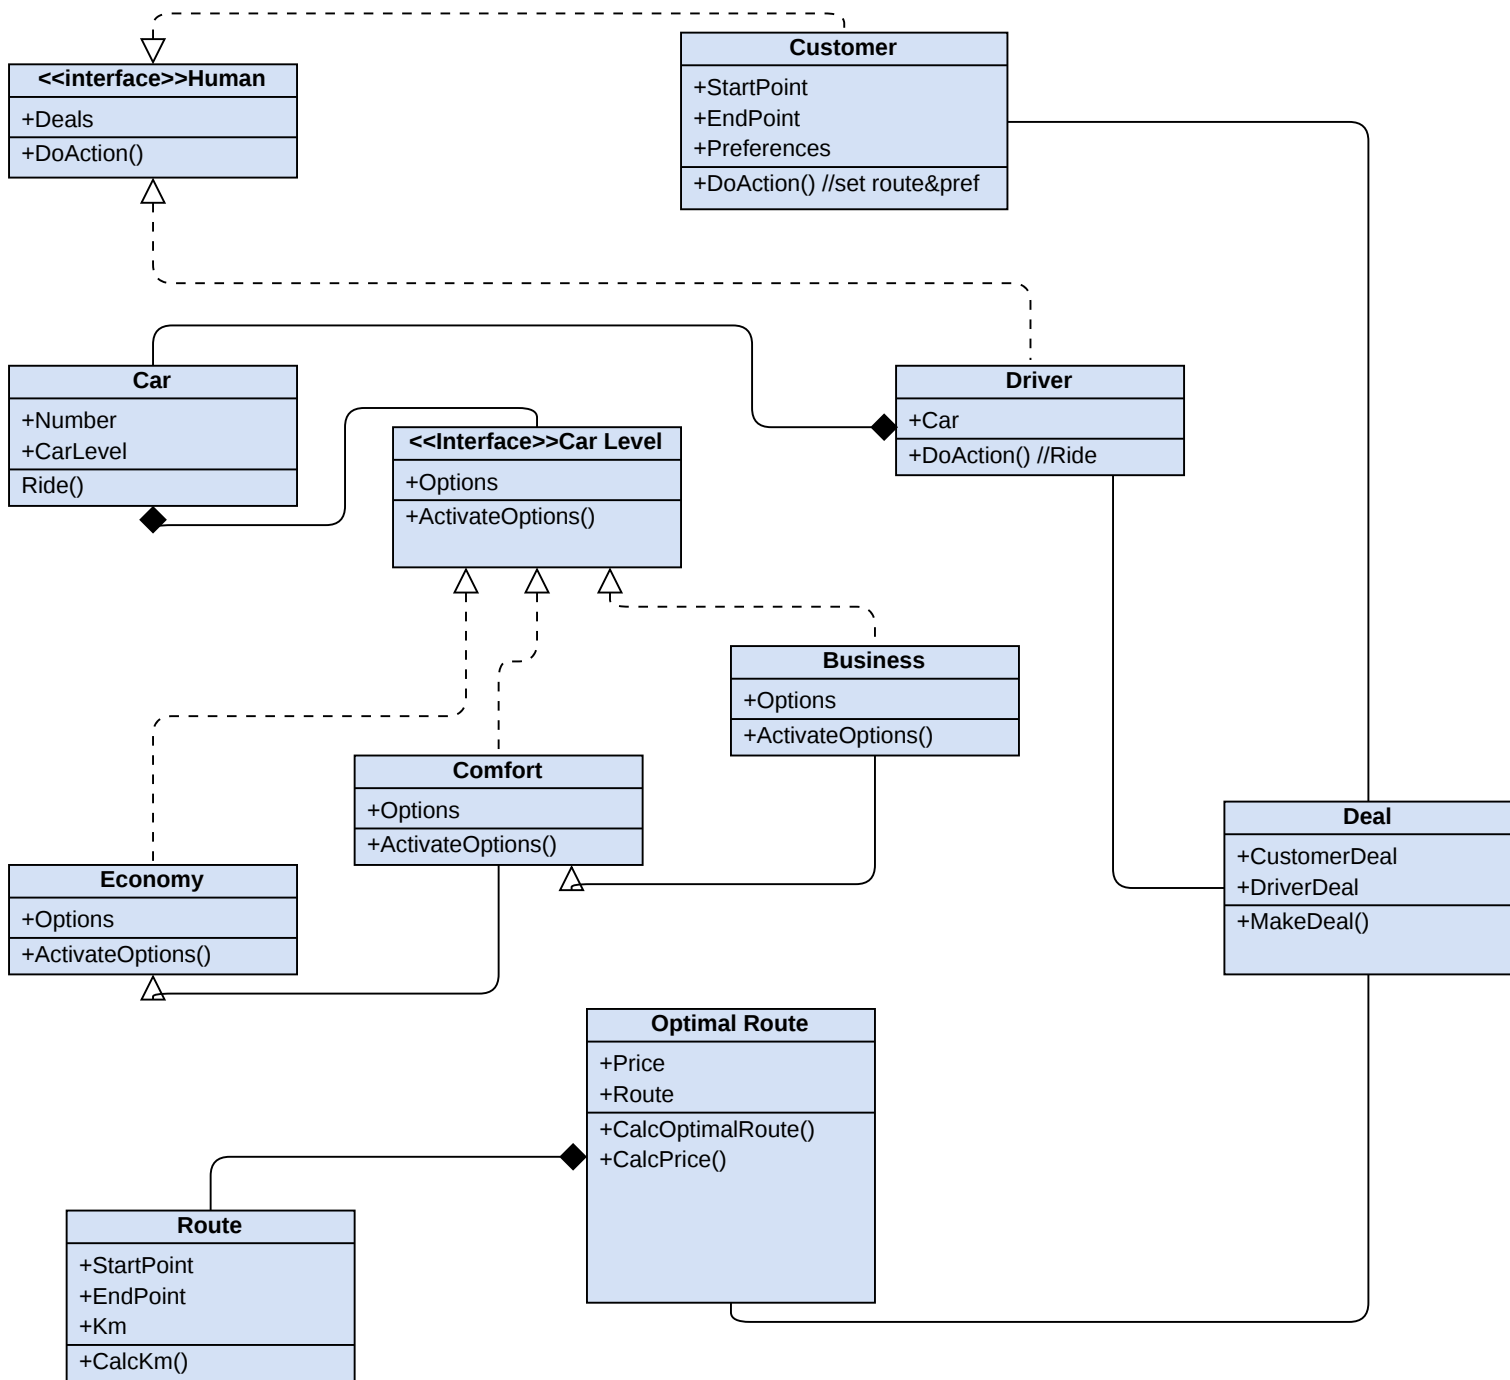 <<interface>>Human
+Deals
+DoAction()
Customer
+StartPoint
+EndPoint
+Preferences
+DoAction() //set route&pref
Car
+Number
+CarLevel
Ride()
<<Interface>>Car Level
+Options
+ActivateOptions()
Driver
+Car
+DoAction() //Ride
Business
+Options
+ActivateOptions()
Comfort
+Options
+ActivateOptions()
Economy
+Options
+ActivateOptions()
Deal
+CustomerDeal
+DriverDeal
+MakeDeal()
Optimal Route
+Price
+Route
+CalcOptimalRoute()
+CalcPrice()
Route
+StartPoint
+EndPoint
+Km
+CalcKm()